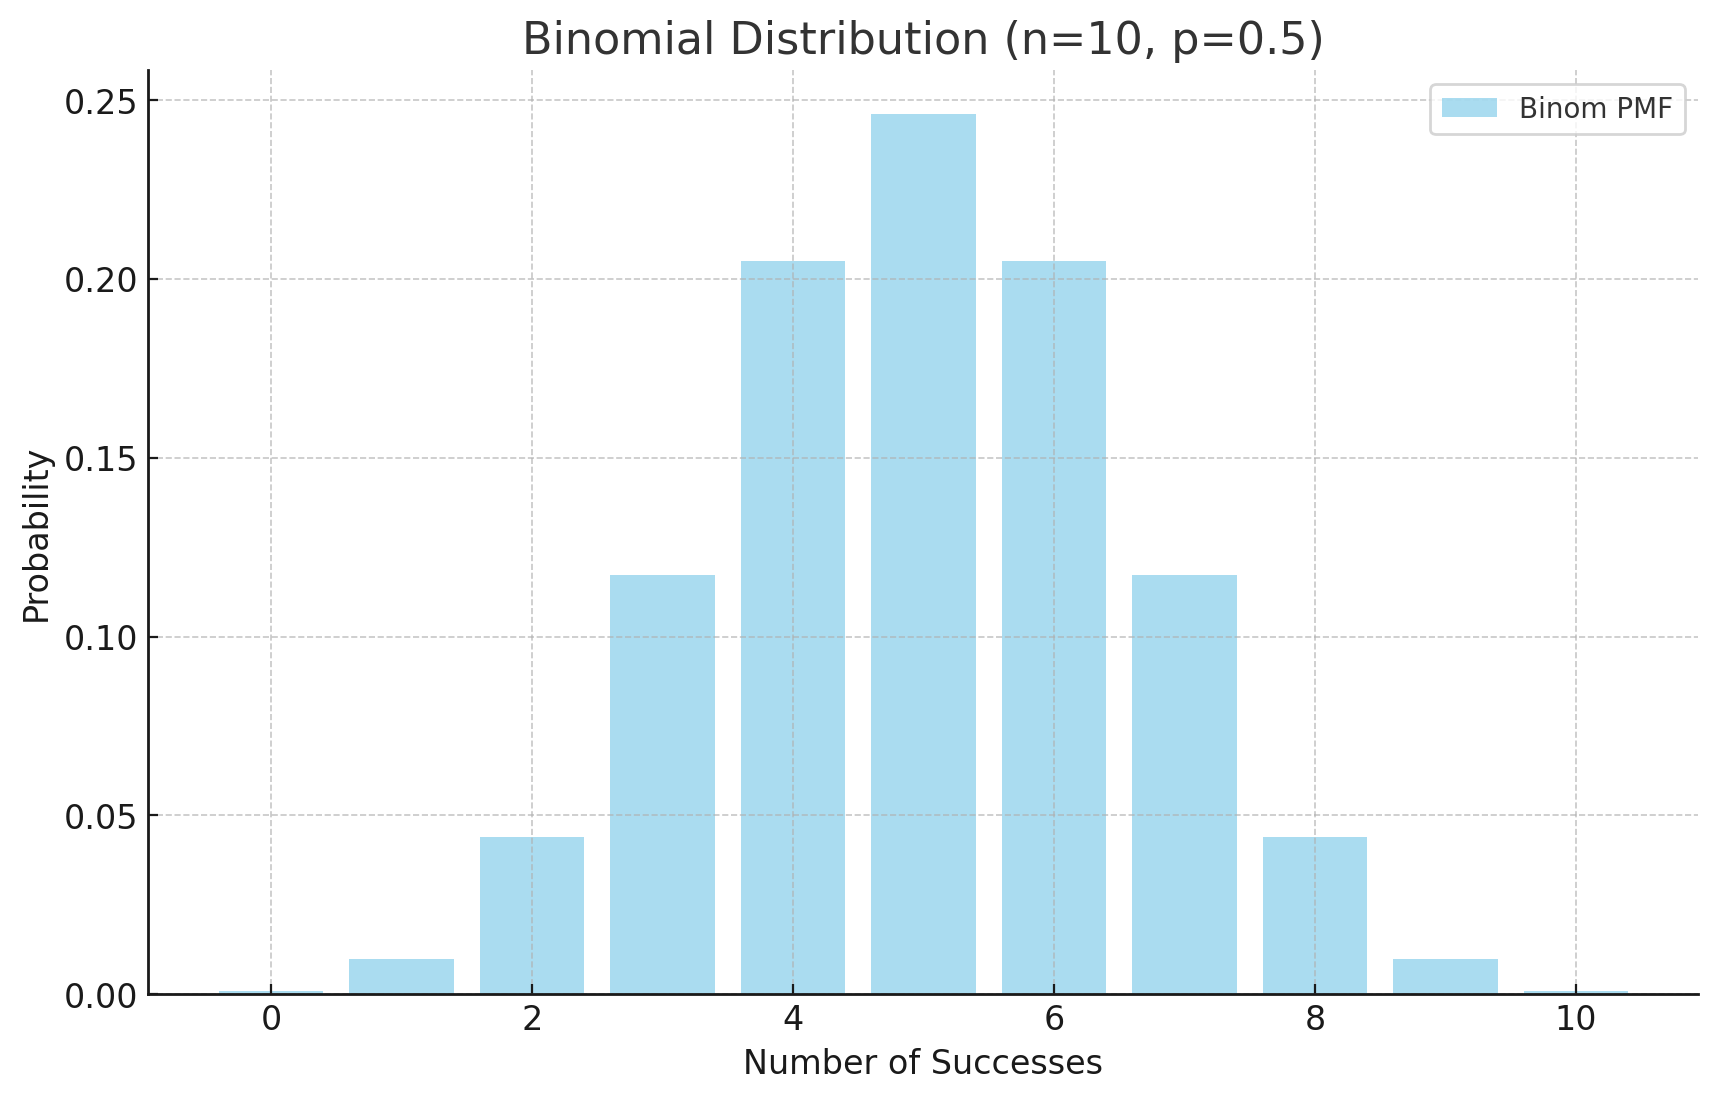 Binomial Distribution (n=10, p=0.5)
Binom PMF
0.25
0.20
0.15
0.10
0.05
0.00
Probability
0 2 4 6 8 10
Number of Successes